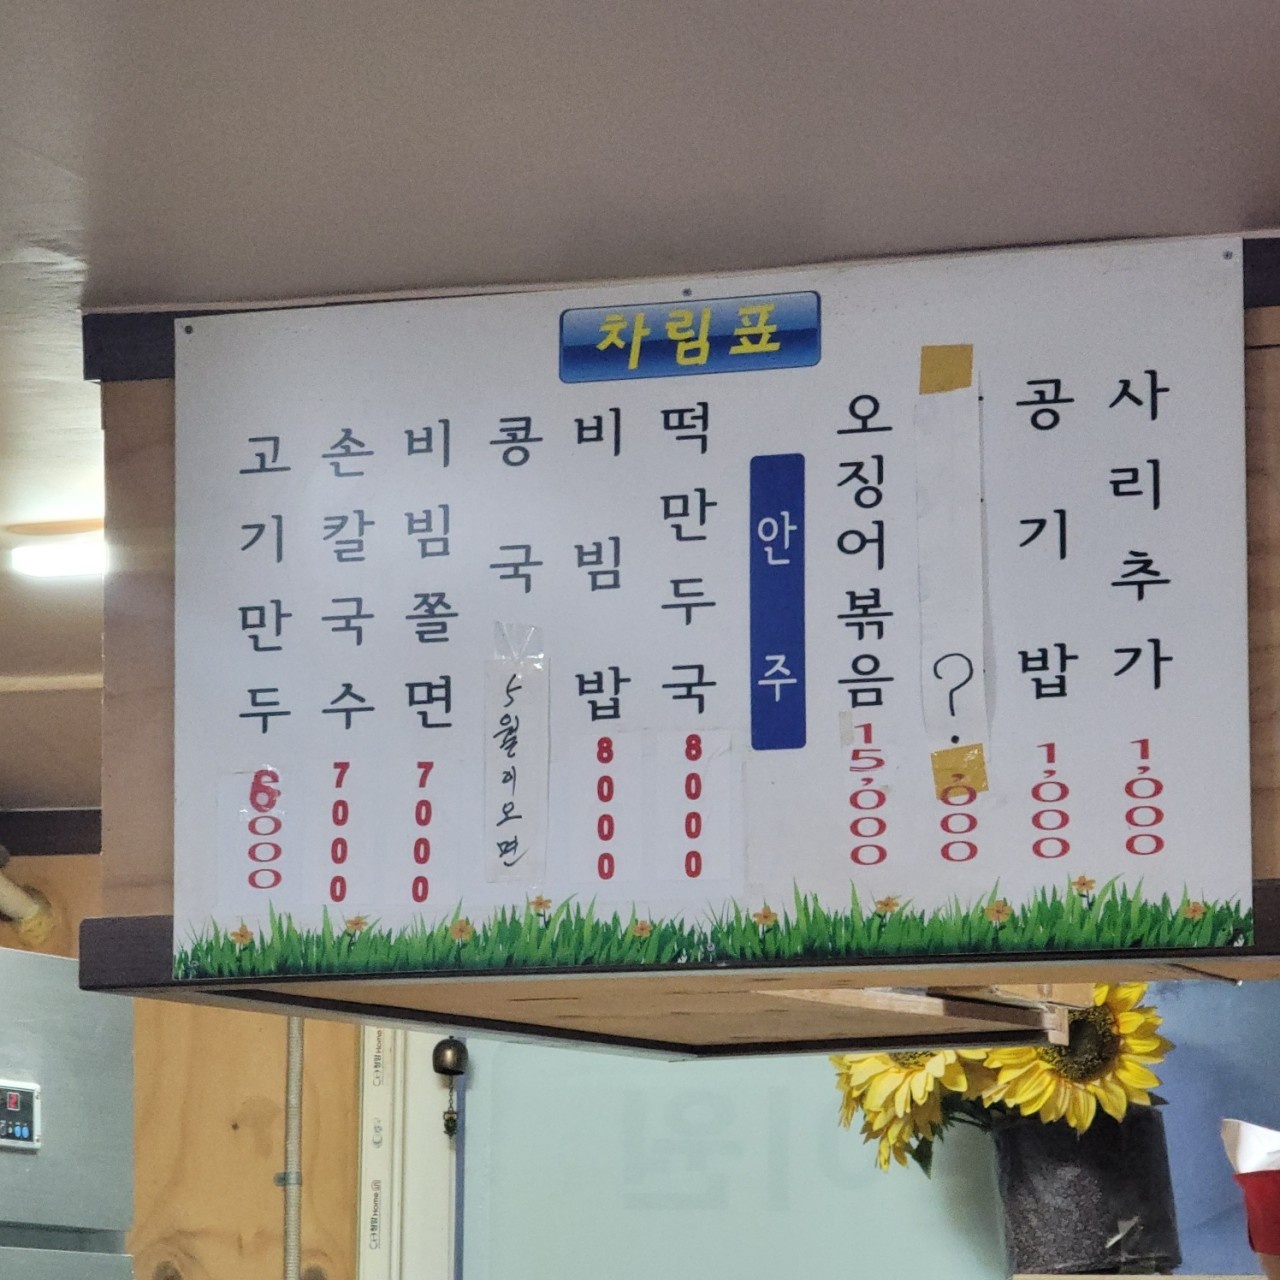 차림표
고기만두 6000
손칼국수 7000
비빔쫄면 7000
콩국 5월이오면
비빔밥 8000
떡만두국 8000
안주
오징어볶음 15,000
?
공기밥 1,000
사리추가 1,000